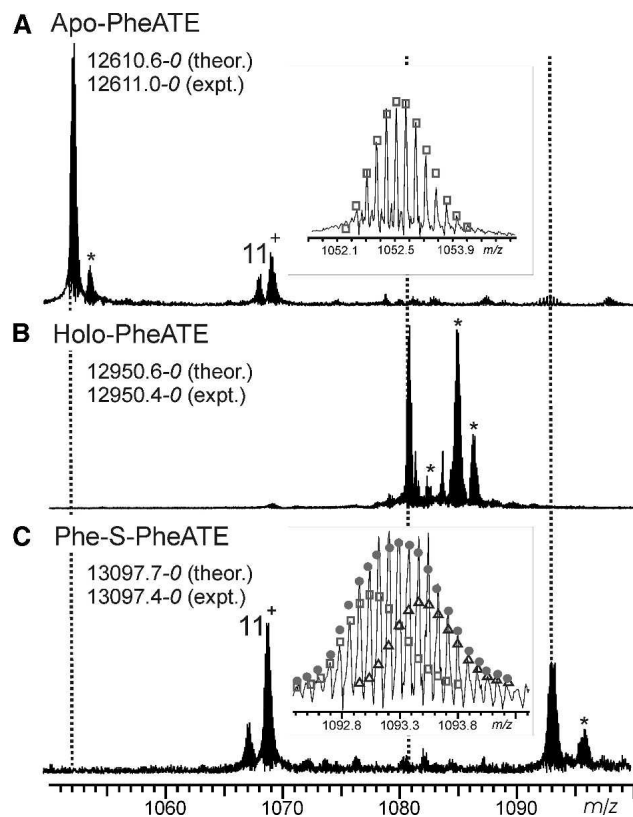 A Apo-PheATE
12610.6-0 (theor.)
12611.0-0 (expt.)
*
11+
1052.1 1052.5 1053.9 m/z
B Holo-PheATE
12950.6-0 (theor.)
12950.4-0 (expt.)
*
*
*
C Phe-S-PheATE
13097.7-0 (theor.)
13097.4-0 (expt.)
11+
*
1092.8 1093.3 1093.8 m/z
1060 1070 1080 1090 m/z